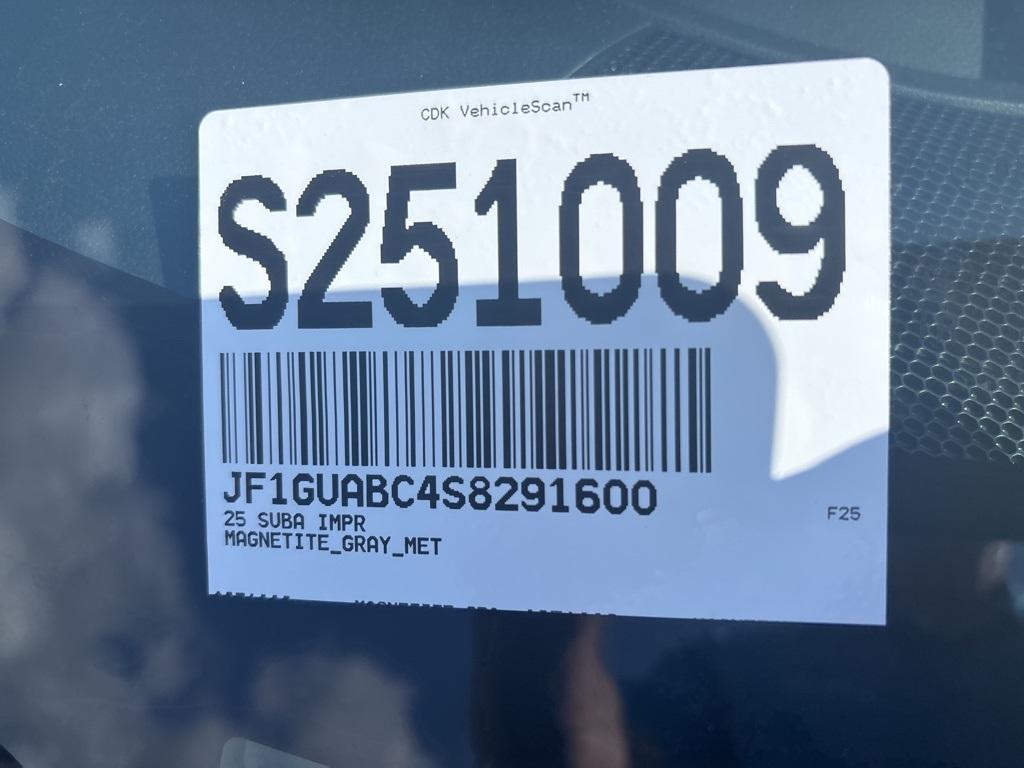 CDK VehicleScan™
S251009
JF1GUABC4S8291600
25 SUBA IMPR
F25
MAGNETITE_GRAY_MET